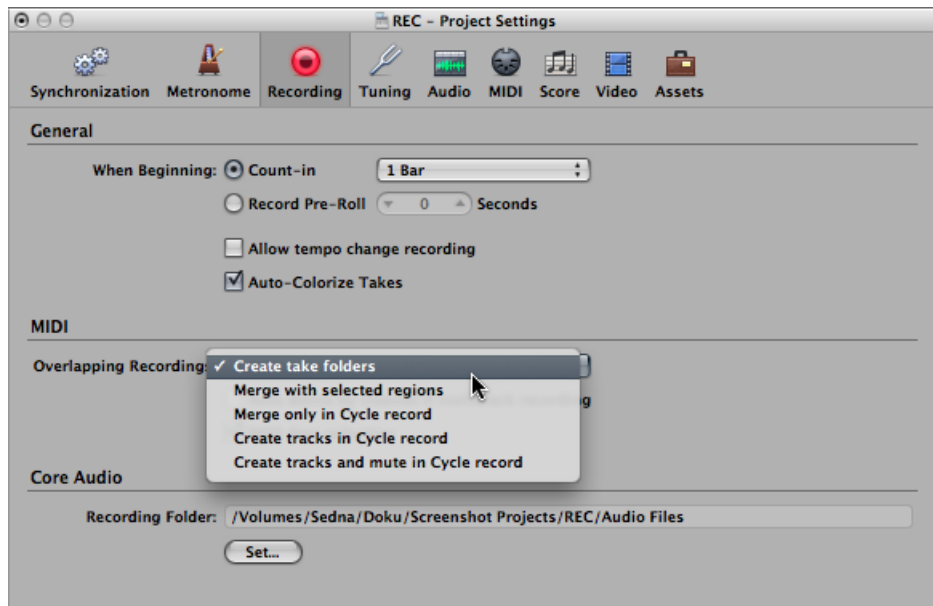 REC - Project Settings
Synchronization Metronome Recording Tuning Audio MIDI Score Video Assets
General
When Beginning: Count-in 1 Bar
Record Pre-Roll 0 Seconds
Allow tempo change recording
Auto-Colorize Takes
MIDI
Overlapping Recording: Create take folders
Merge with selected regions
Merge only in Cycle record
Create tracks in Cycle record
Create tracks and mute in Cycle record
Core Audio
Recording Folder: /Volumes/Sedna/Doku/Screenshot Projects/REC/Audio Files
Set...